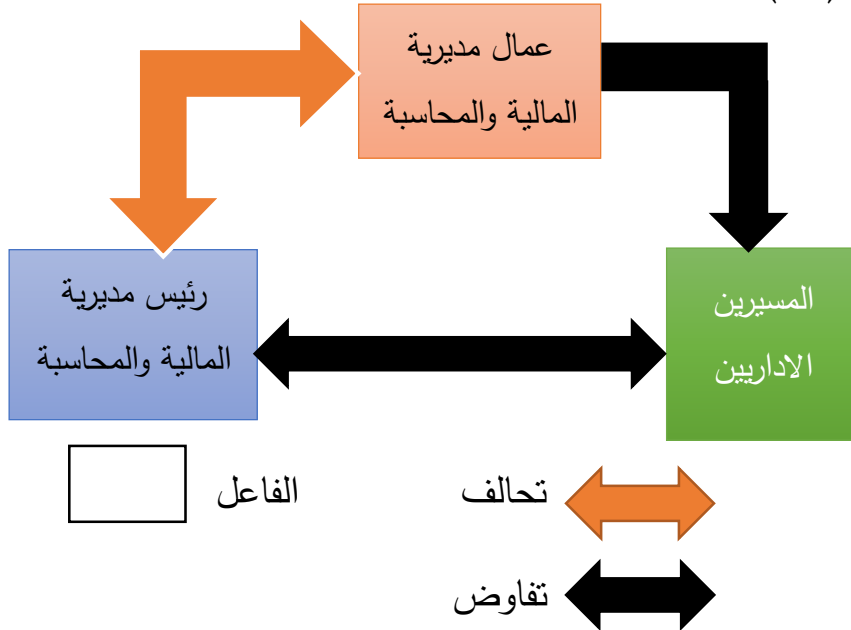 عمال مديرية
المالية والمحاسبة
رئيس مديرية
المالية والمحاسبة
المسيرين
الاداريين
الفاعل
تحالف
تفاوض